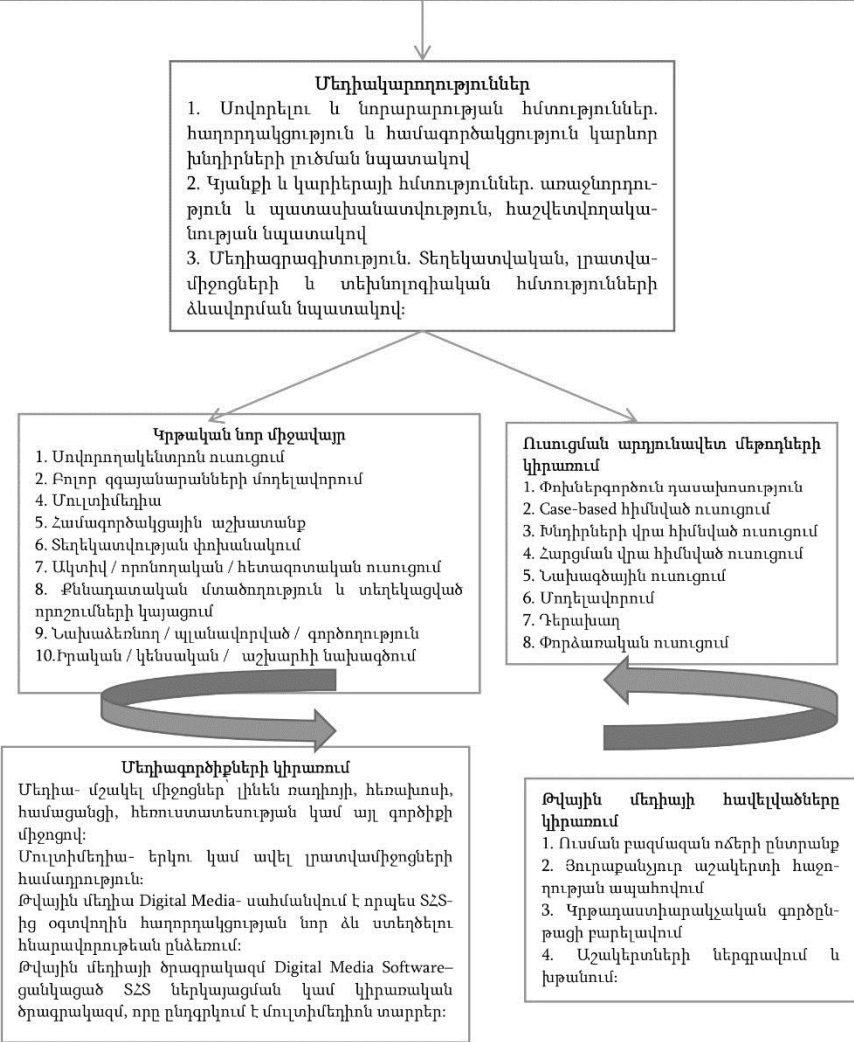 Մեդիակարողություններ
1. Սովորելու և նորարարության հմտություններ.
հաղորդակցություն և համագործակցություն կարևոր
խնդիրների լուծման նպատակով
2. Կյանքի և կարիերայի հմտություններ. առաջնորդու-
թյուն և պատասխանատվություն, հաշվետվողակա-
նության նպատակով
3. Մեդիագրագիտություն. Տեղեկատվական, լրատվա-
միջոցների և տեխնոլոգիական հմտությունների
ձևավորման նպատակով:
Կրթական նոր միջավայր
1. Սովորողակենտրոն ուսուցում
2. Բոլոր զգայանարանների մոդելավորում
4. Մուլտիմեդիա
5. Համագործակցային աշխատանք
6. Տեղեկատվության փոխանակում
7. Ակտիվ / որոնողական / հետազոտական ուսուցում
8. Քննադատական մտածողություն և տեղեկացված
որոշումների կայացում
9. Նախաձեռնող / պլանավորված / գործողություն
10.Իրական / կենսական / աշխարհի նախագծում
Ուսուցման արդյունավետ մեթոդների
կիրառում
1. Փոխներգործուն դասախոսություն
2. Case-based հիմնված ուսուցում
3. Խնդիրների վրա հիմնված ուսուցում
4. Հարցման վրա հիմնված ուսուցում
5. Նախագծային ուսուցում
6. Մոդելավորում
7. Դերախաղ
8. Փորձառական ուսուցում
Մեդիագործիքների կիրառում
Մեդիա- մշակել միջոցներ՝ լինեն ռադիոյի, հեռախոսի,
համացանցի, հեռուստատեսության կամ այլ գործիքի
միջոցով:
Մուլտիմեդիա- երկու կամ ավել լրատվամիջոցների
համադրություն:
Թվային մեդիա Digital Media- սահմանվում է որպես ՏՀՏ-
ից օգտվողին հաղորդակցության նոր ձև ստեղծելու
հնարավորութեան ընձեռում:
Թվային մեդիայի ծրագրակազմ Digital Media Software–
ցանկացած ՏՀՏ ներկայացման կամ կիրառական
ծրագրակազմ, որը ընդգրկում է մուլտիմեդիոն տարրեր:
Թվային մեդիայի հավելվածները
կիրառում
1. Ուսման բազմազան ոճերի ընտրանք
2. Յուրաքանչյուր աշակերտի հաջո-
ղության ապահովում
3. Կրթադաստիարակչական գործըն-
թացի բարելավում
4. Աշակերտների ներգրավում և
խթանում: